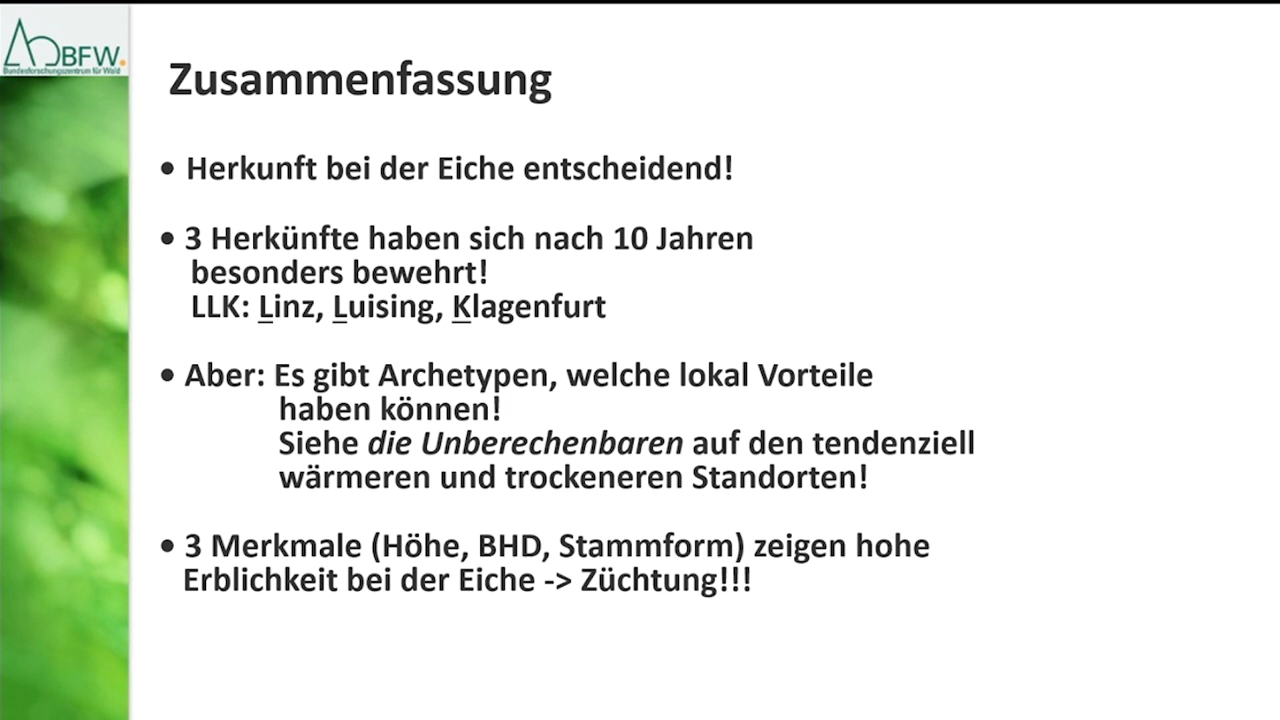 BFW.
Bundesforschungszentrum für Wald
Zusammenfassung
• Herkunft bei der Eiche entscheidend!
• 3 Herkünfte haben sich nach 10 Jahren
besonders bewehrt!
LLK: Linz, Luising, Klagenfurt
• Aber: Es gibt Archetypen, welche lokal Vorteile
haben können!
Siehe die Unberechenbaren auf den tendenziell
wärmeren und trockeneren Standorten!
• 3 Merkmale (Höhe, BHD, Stammform) zeigen hohe
Erblichkeit bei der Eiche -> Züchtung!!!